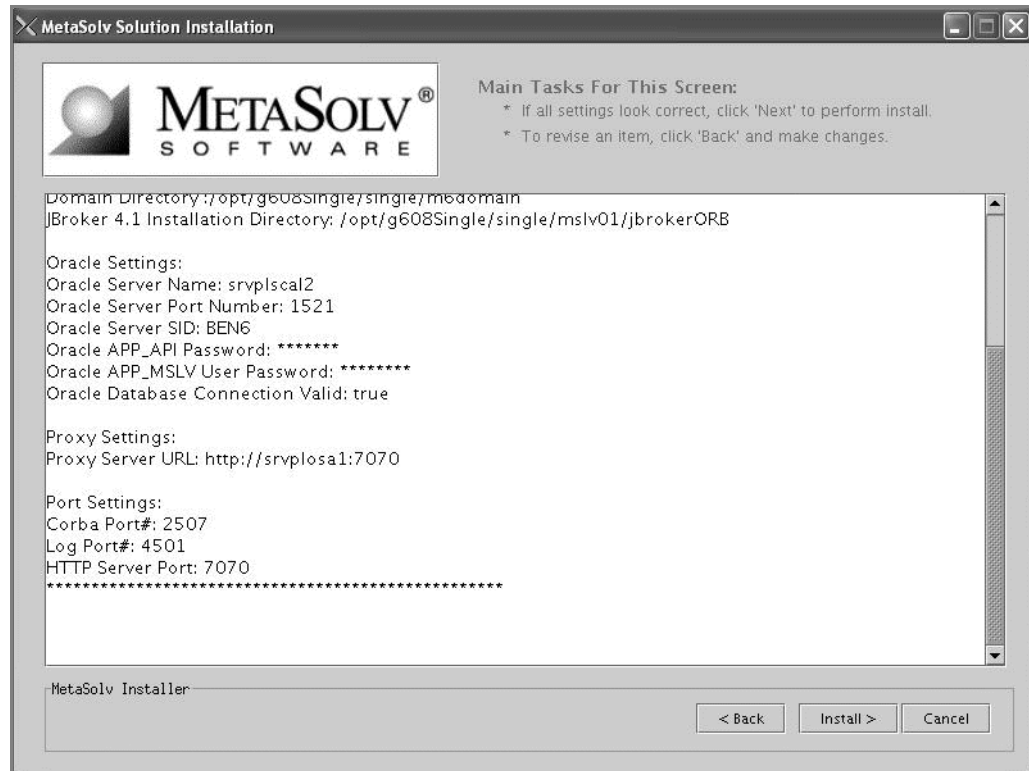 MetaSolv Solution Installation
METASOLV®
SOFTWARE
Main Tasks For This Screen:
* If all settings look correct, click 'Next' to perform install.
* To revise an item, click 'Back' and make changes.
Domain Directory :/opt/g608Single/single/m6domain
JBroker 4.1 Installation Directory: /opt/g608Single/single/mslv01/jbrokerORB
Oracle Settings:
Oracle Server Name: srvplscal2
Oracle Server Port Number: 1521
Oracle Server SID: BEN6
Oracle APP_API Password: *******
Oracle APP_MSLV User Password: ********
Oracle Database Connection Valid: true
Proxy Settings:
Proxy Server URL: http://srvplosa1:7070
Port Settings:
Corba Port#: 2507
Log Port#: 4501
HTTP Server Port: 7070
***************************************************
MetaSolv Installer
< Back
Install >
Cancel